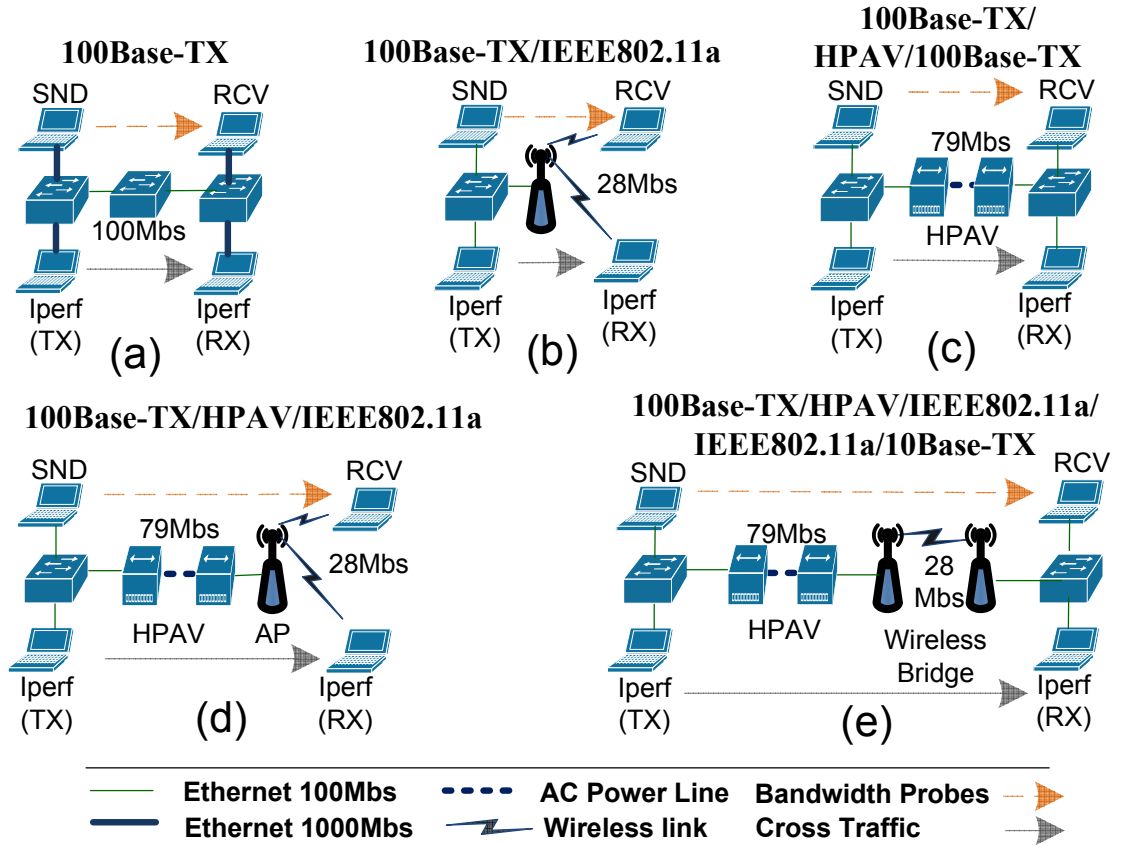 100Base-TX
SND
RCV
100Mbs
Iperf
(TX)
Iperf
(RX)
(a)
100Base-TX/IEEE802.11a
SND
RCV
28Mbs
Iperf
(TX)
Iperf
(RX)
(b)
100Base-TX/
HPAV/100Base-TX
SND
RCV
79Mbs
HPAV
Iperf
(TX)
Iperf
(RX)
(c)
100Base-TX/HPAV/IEEE802.11a
SND
RCV
79Mbs
28Mbs
HPAV
AP
Iperf
(TX)
Iperf
(RX)
(d)
100Base-TX/HPAV/IEEE802.11a/
IEEE802.11a/10Base-TX
SND
RCV
79Mbs
28
Mbs
HPAV
Wireless
Bridge
Iperf
(TX)
Iperf
(RX)
(e)
Ethernet 100Mbs
AC Power Line
Bandwidth Probes
Ethernet 1000Mbs
Wireless link
Cross Traffic